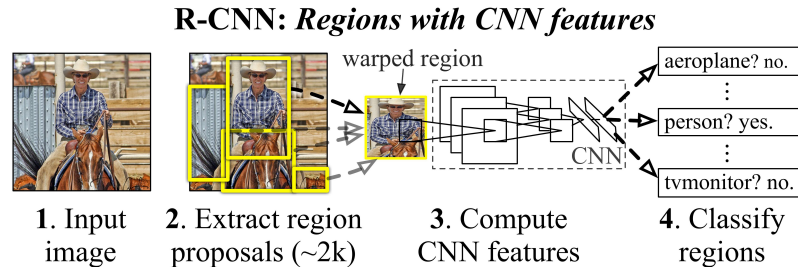 R-CNN: Regions with CNN features
warped region
aeroplane? no.
person? yes.
tvmonitor? no.
CNN
1. Input
image
2. Extract region
proposals (~2k)
3. Compute
CNN features
4. Classify
regions